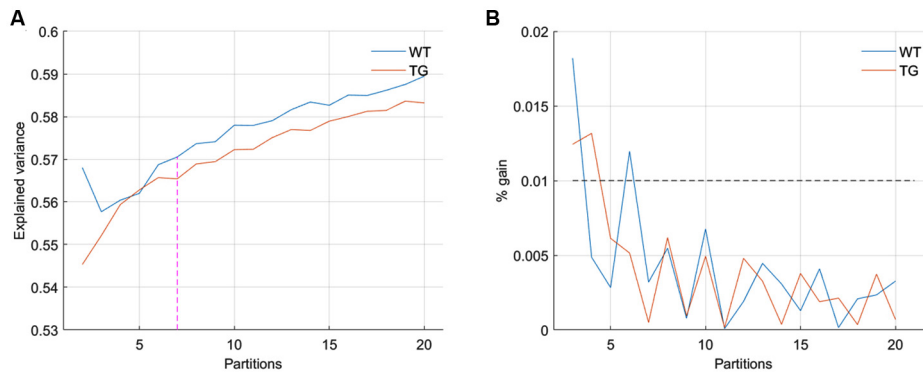 A
0.6
0.59
0.58
0.57
0.56
0.55
0.54
0.53
Explained variance
WT
TG
5
10
15
20
Partitions
B
0.02
0.015
0.01
0.005
0
% gain
WT
TG
5
10
15
20
Partitions